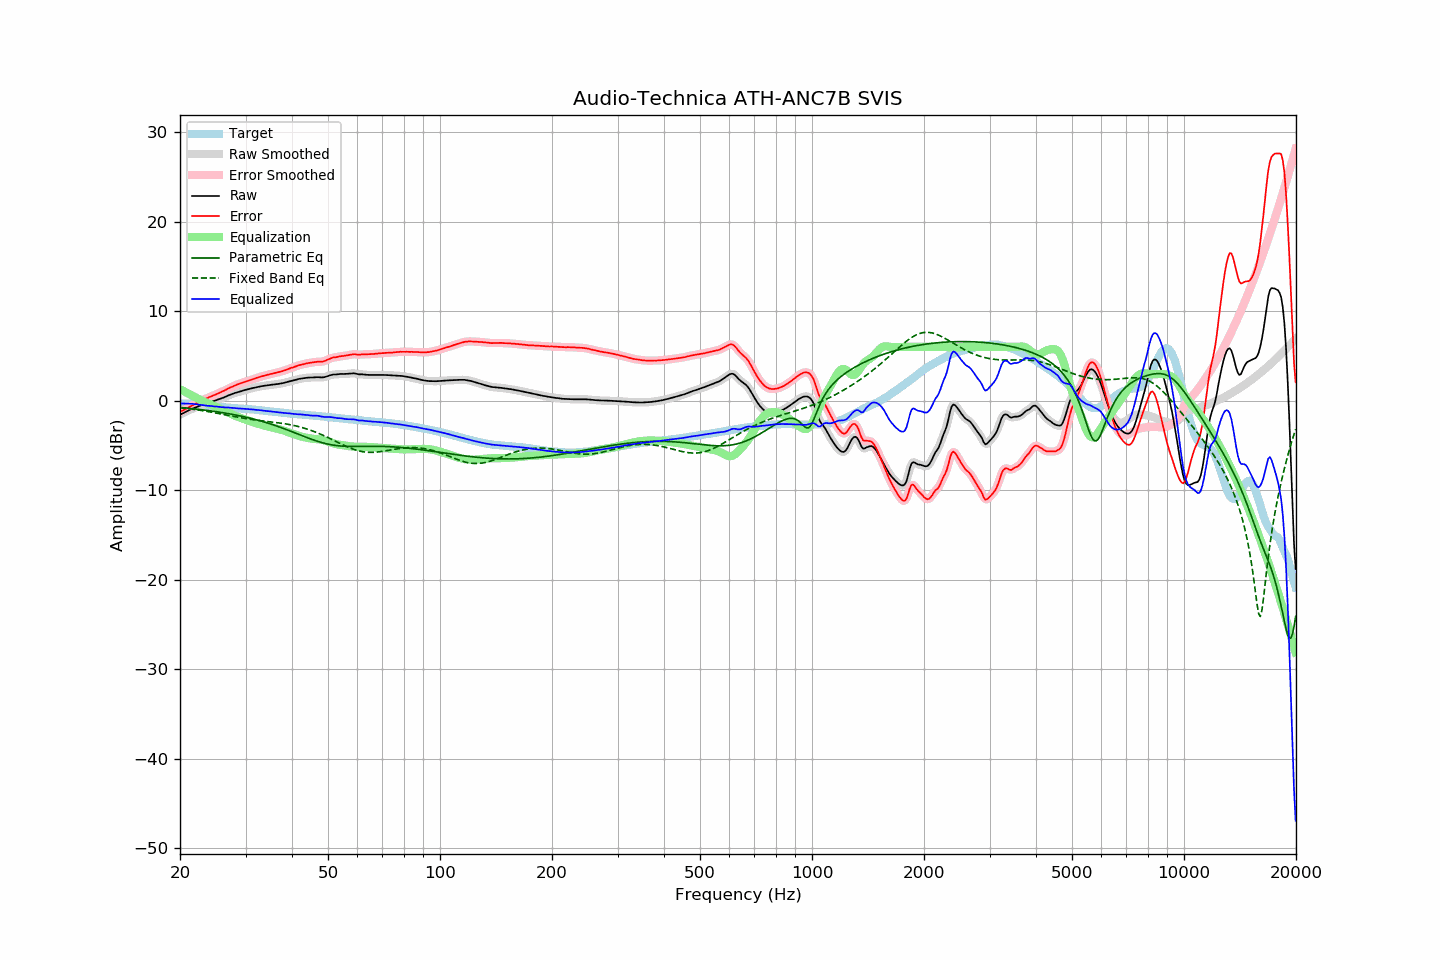 Audio-Technica ATH-ANC7B SVIS
Target
Raw Smoothed
Error Smoothed
Raw
Error
Equalization
Parametric Eq
Fixed Band Eq
Equalized
30
20
10
0
−10
−20
−30
−40
−50
Amplitude (dBr)
20
50
100
200
500
1000
2000
5000
10000
20000
Frequency (Hz)